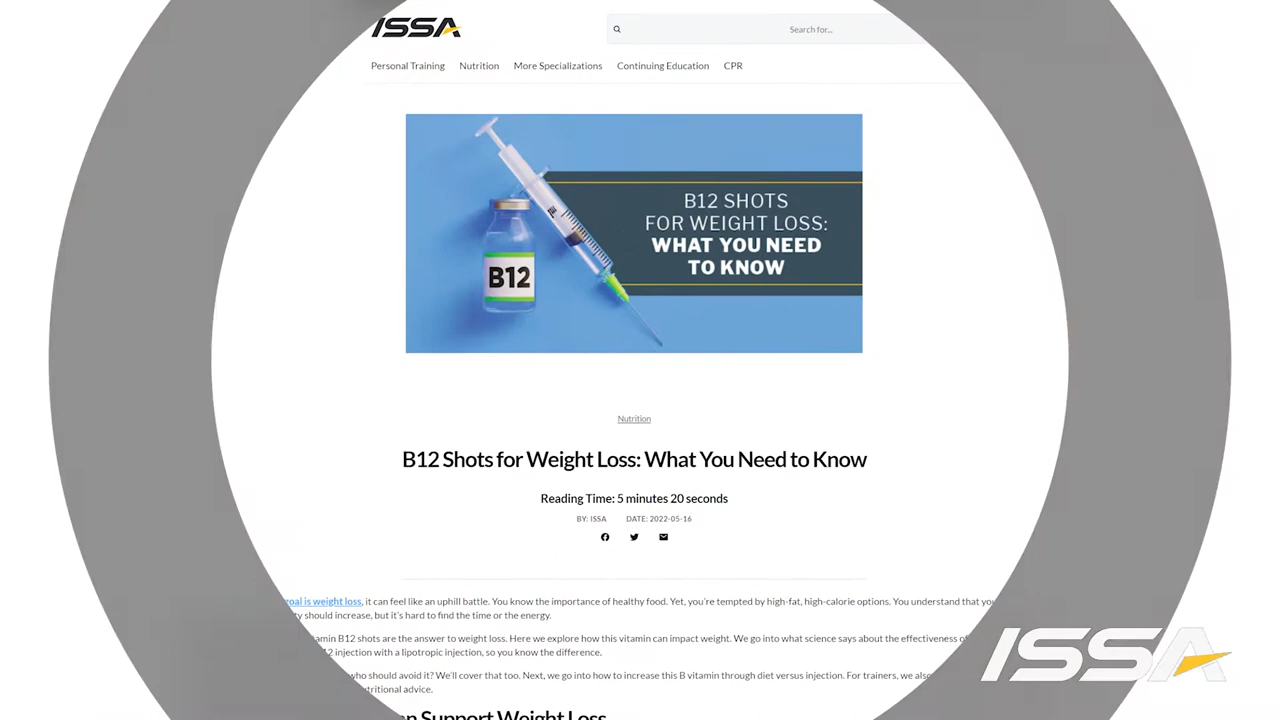 ISSA
Search for...
Personal Training Nutrition More Specializations Continuing Education CPR
B12
B12 SHOTS
FOR WEIGHT LOSS:
WHAT YOU NEED
TO KNOW
Nutrition
B12 Shots for Weight Loss: What You Need to Know
Reading Time: 5 minutes 20 seconds
BY: ISSA DATE: 2022-05-16
goal is weight loss, it can feel like an uphill battle. You know the importance of healthy food. Yet, you're tempted by high-fat, high-calorie options. You understand that
should increase, but it's hard to find the time or the energy.
B12 shots are the answer to weight loss. Here we explore how this vitamin can impact weight. We go into what science says about the effectiveness
injection with a lipotropic injection, so you know the difference.
who should avoid it? We'll cover that too. Next, we go into how to increase this B vitamin through diet versus injection. For trainers, we
advice.
Support Weight Loss
ISSA